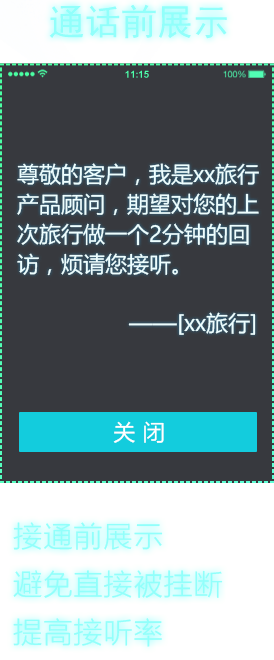 通话前展示
11:15
100%
尊敬的客户，我是xx旅行
产品顾问，期望对您的上
次旅行做一个2分钟的回
访，烦请您接听。
——[xx旅行]
关 闭
接通前展示
避免直接被挂断
提高接听率